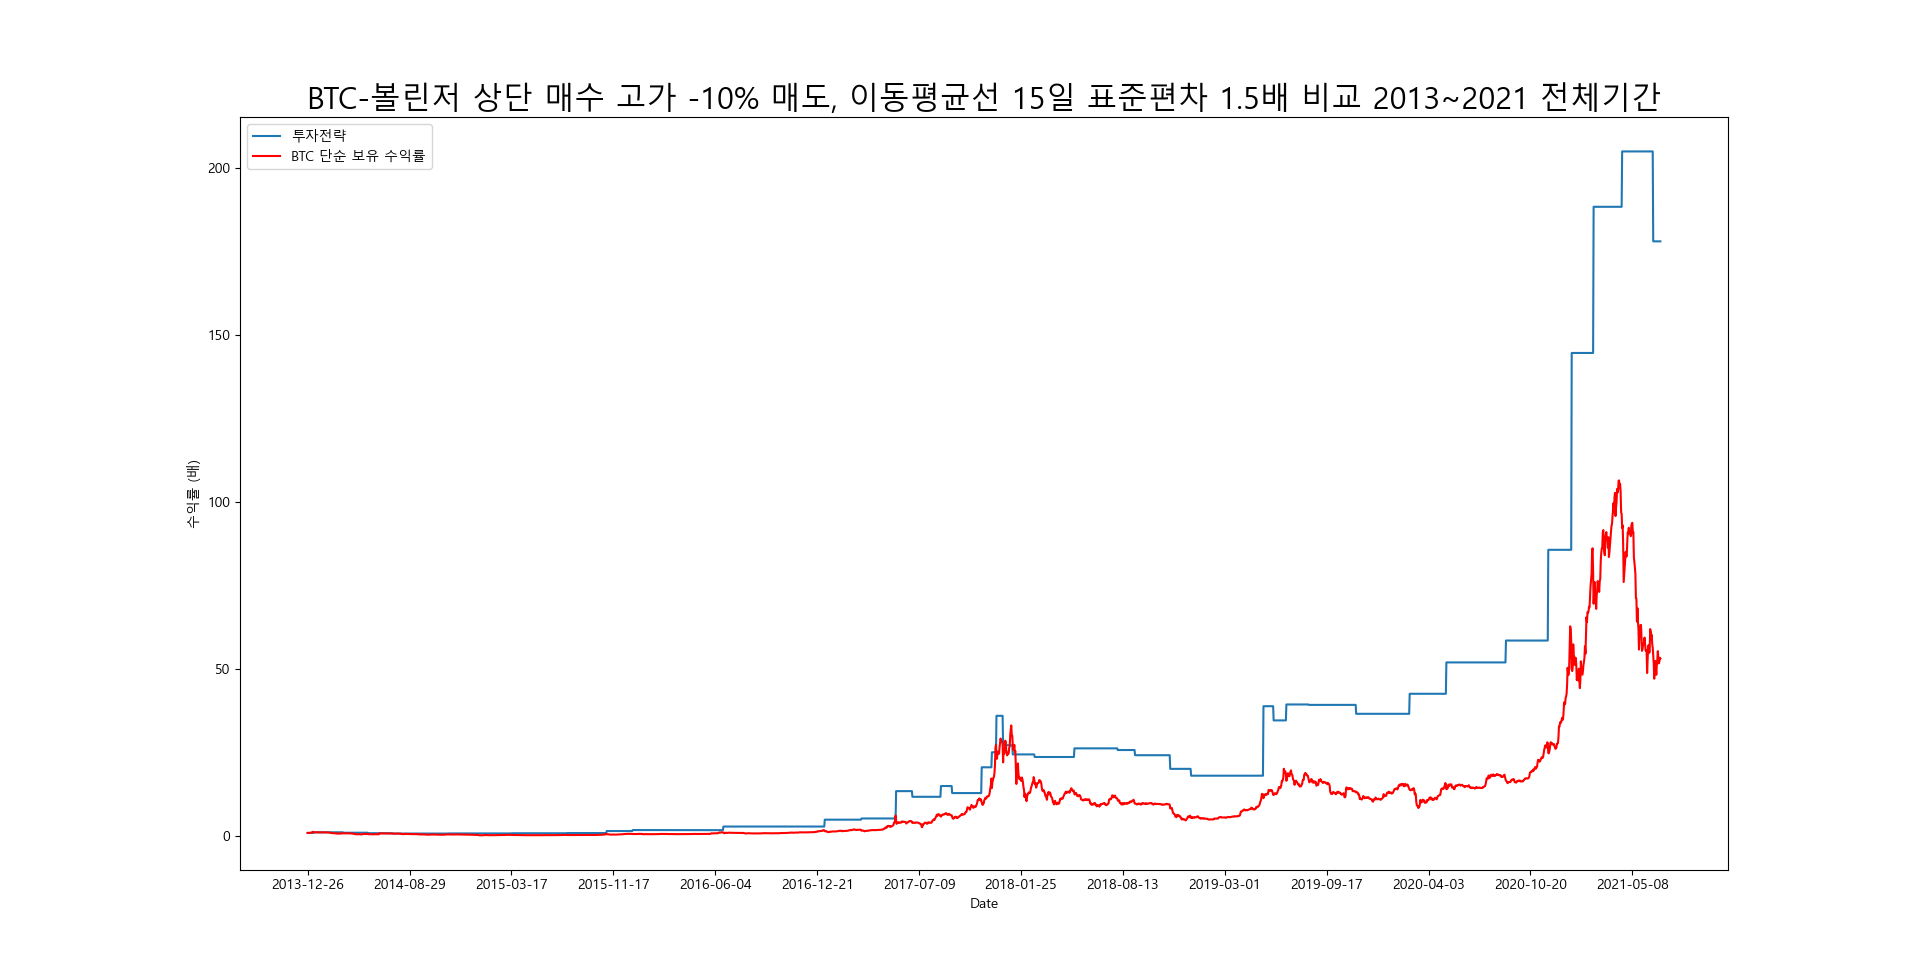 BTC-볼린저 상단 매수 고가 -10% 매도, 이동평균선 15일 표준편차 1.5배 비교 2013~2021 전체기간
투자전략
BTC 단순 보유 수익률
200
150
100
50
0
수익률 (배)
2013-12-26 2014-08-29 2015-03-17 2015-11-17 2016-06-04 2016-12-21 2017-07-09 2018-01-25 2018-08-13 2019-03-01 2019-09-17 2020-04-03 2020-10-20 2021-05-08
Date